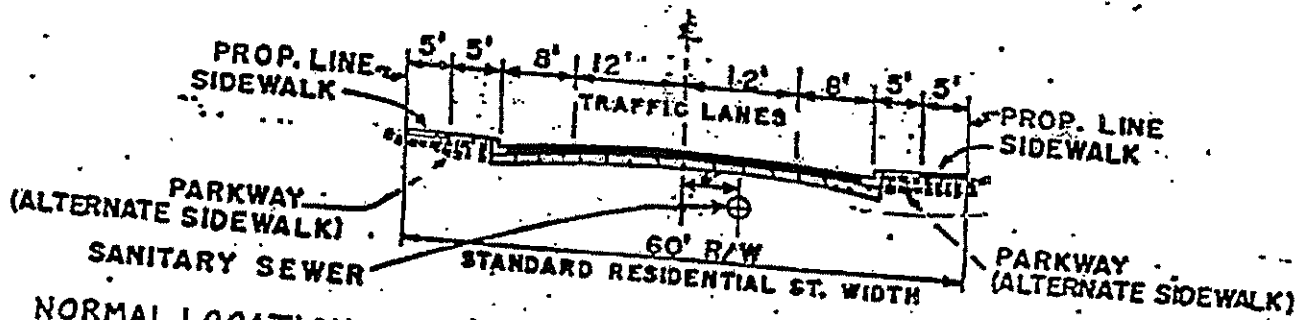 5' 5' 8' 12' 12' 8' 5' 5'
PROP. LINE
SIDEWALK
TRAFFIC LANES
PROP. LINE
SIDEWALK
PARKWAY
(ALTERNATE SIDEWALK)
SANITARY SEWER
60' R/W
STANDARD RESIDENTIAL ST. WIDTH
PARKWAY
(ALTERNATE SIDEWALK)
NORMAL LOCATION